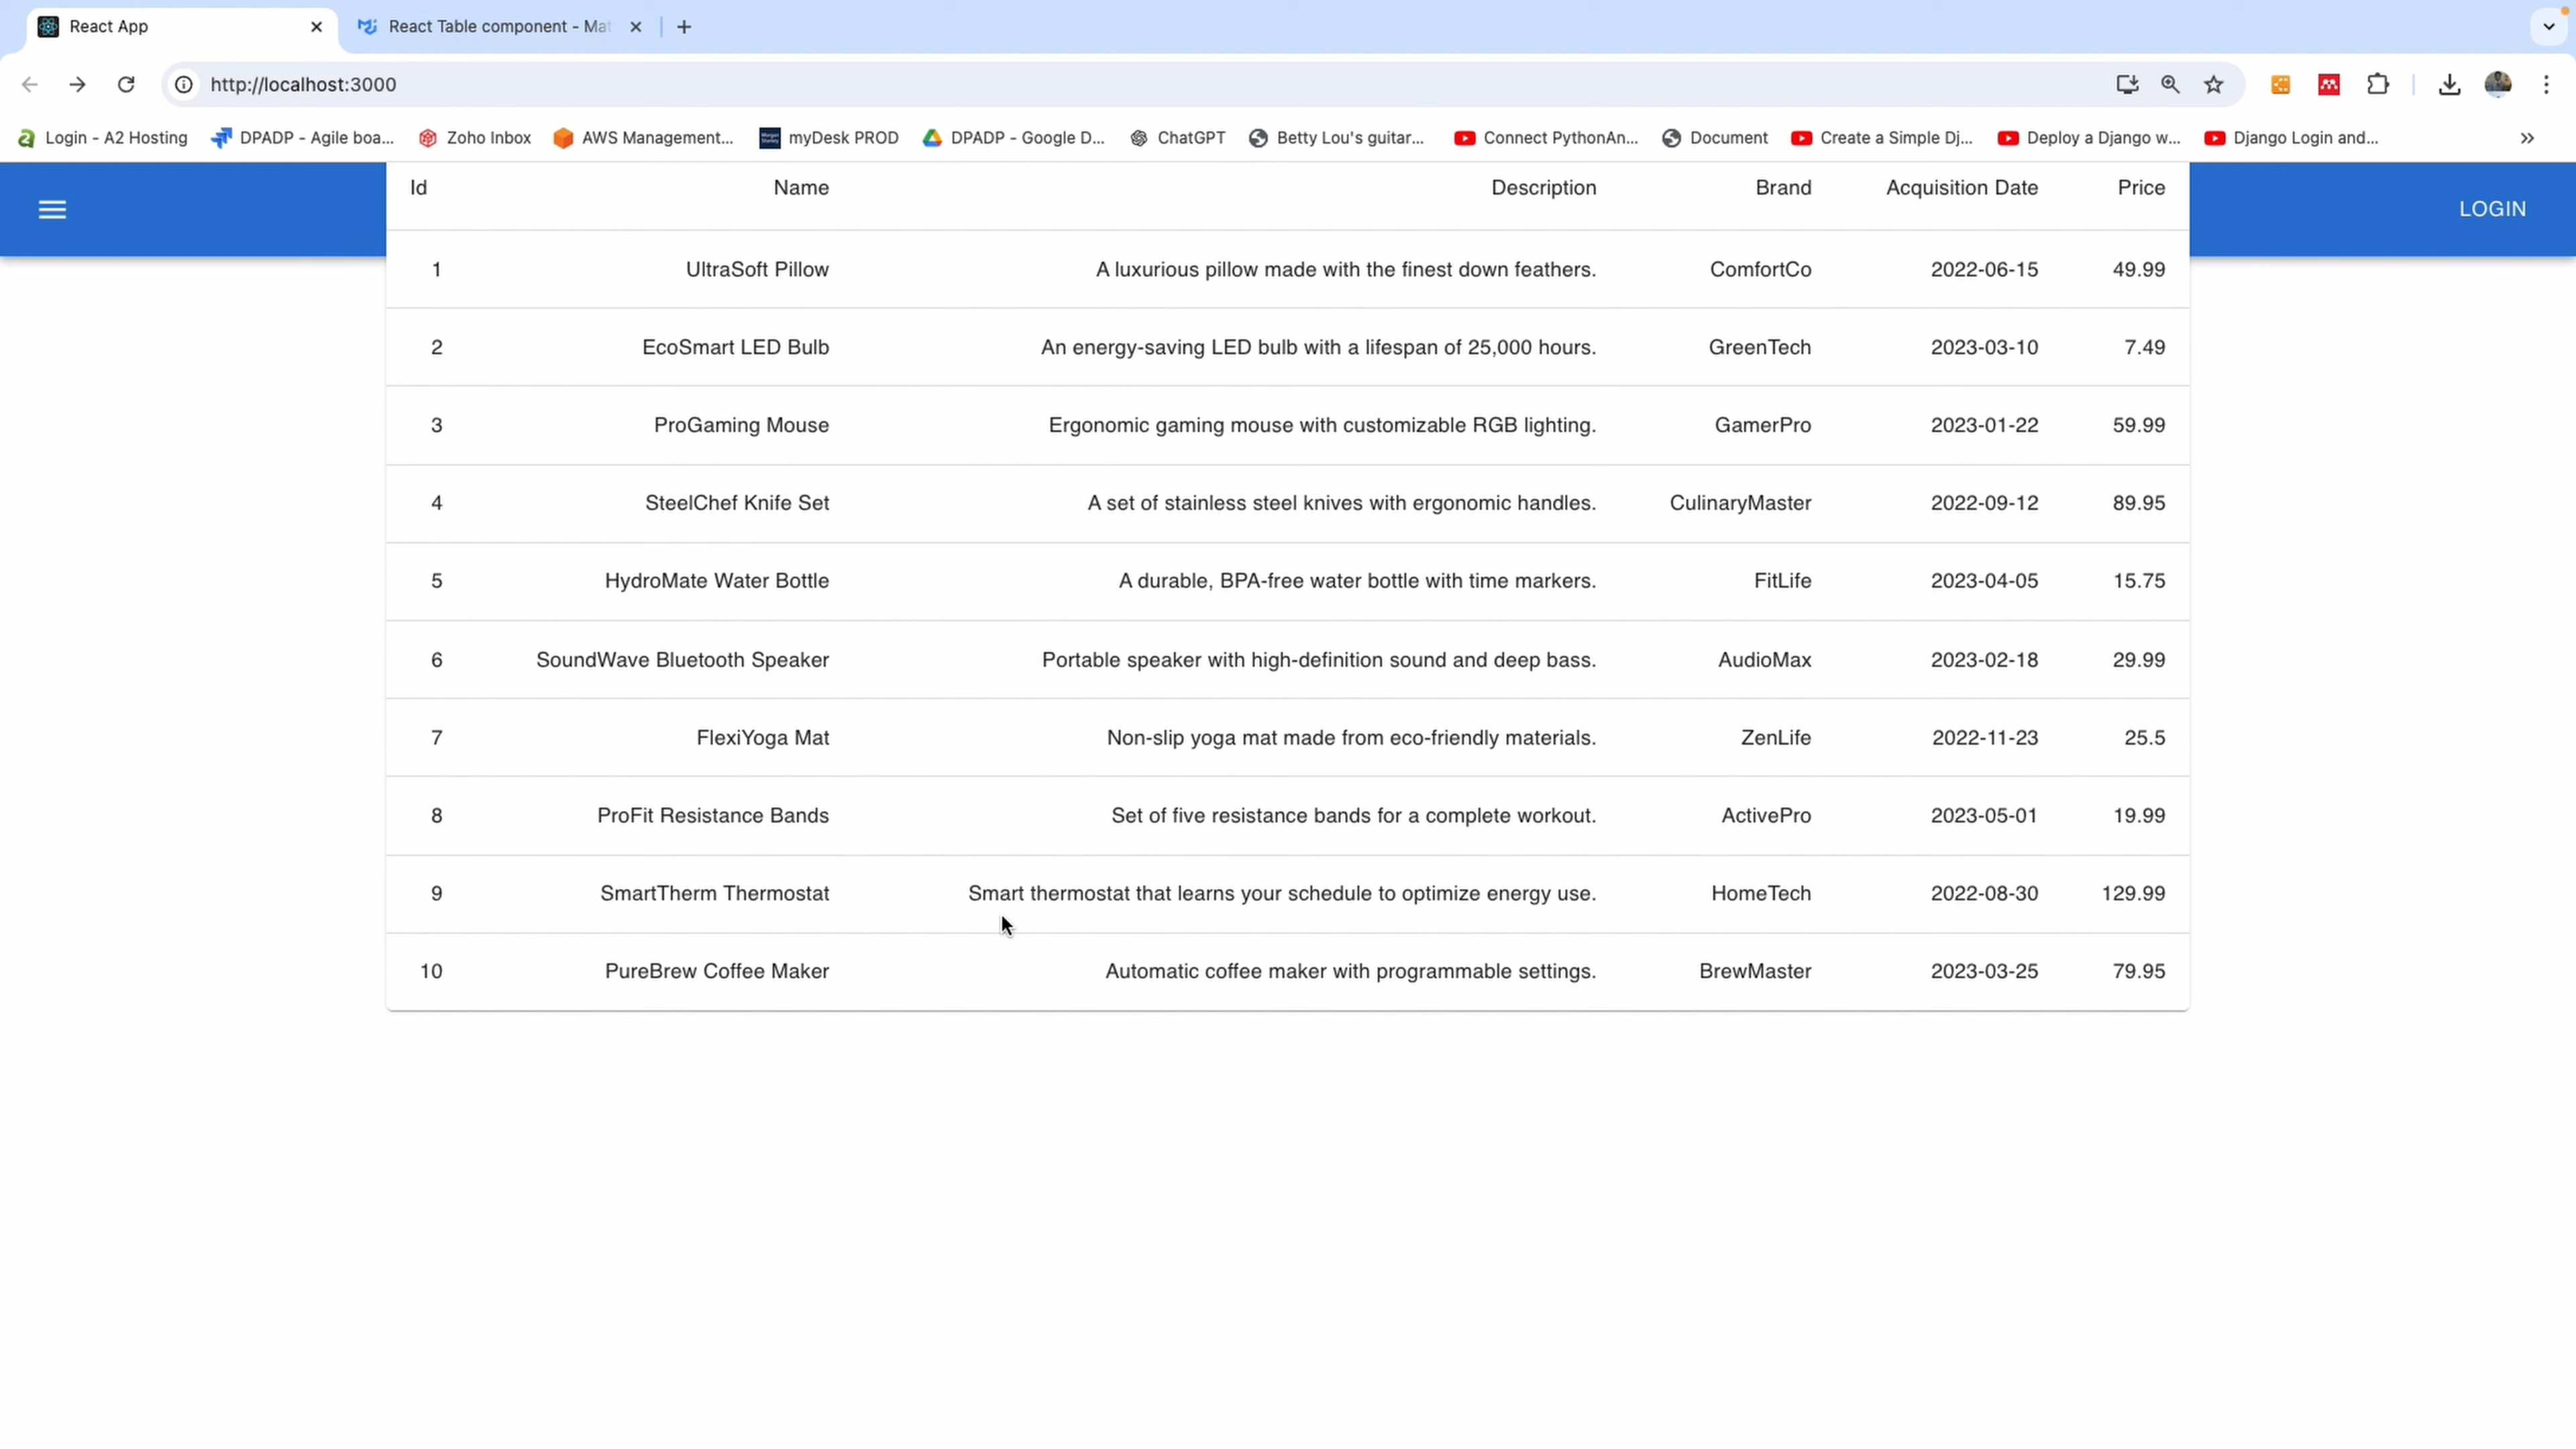 React App
React Table component - Mat
http://localhost:3000
Login - A2 Hosting DPADP - Agile boa... Zoho Inbox AWS Management... myDesk PROD DPADP - Google D... ChatGPT Betty Lou's guitar... Connect PythonAn... Document Create a Simple Dj... Deploy a Django w... Django Login and...
LOGIN
Id Name Description Brand Acquisition Date Price
1 UltraSoft Pillow A luxurious pillow made with the finest down feathers. ComfortCo 2022-06-15 49.99
2 EcoSmart LED Bulb An energy-saving LED bulb with a lifespan of 25,000 hours. GreenTech 2023-03-10 7.49
3 ProGaming Mouse Ergonomic gaming mouse with customizable RGB lighting. GamerPro 2023-01-22 59.99
4 SteelChef Knife Set A set of stainless steel knives with ergonomic handles. CulinaryMaster 2022-09-12 89.95
5 HydroMate Water Bottle A durable, BPA-free water bottle with time markers. FitLife 2023-04-05 15.75
6 SoundWave Bluetooth Speaker Portable speaker with high-definition sound and deep bass. AudioMax 2023-02-18 29.99
7 FlexiYoga Mat Non-slip yoga mat made from eco-friendly materials. ZenLife 2022-11-23 25.5
8 ProFit Resistance Bands Set of five resistance bands for a complete workout. ActivePro 2023-05-01 19.99
9 SmartTherm Thermostat Smart thermostat that learns your schedule to optimize energy use. HomeTech 2022-08-30 129.99
10 PureBrew Coffee Maker Automatic coffee maker with programmable settings. BrewMaster 2023-03-25 79.95